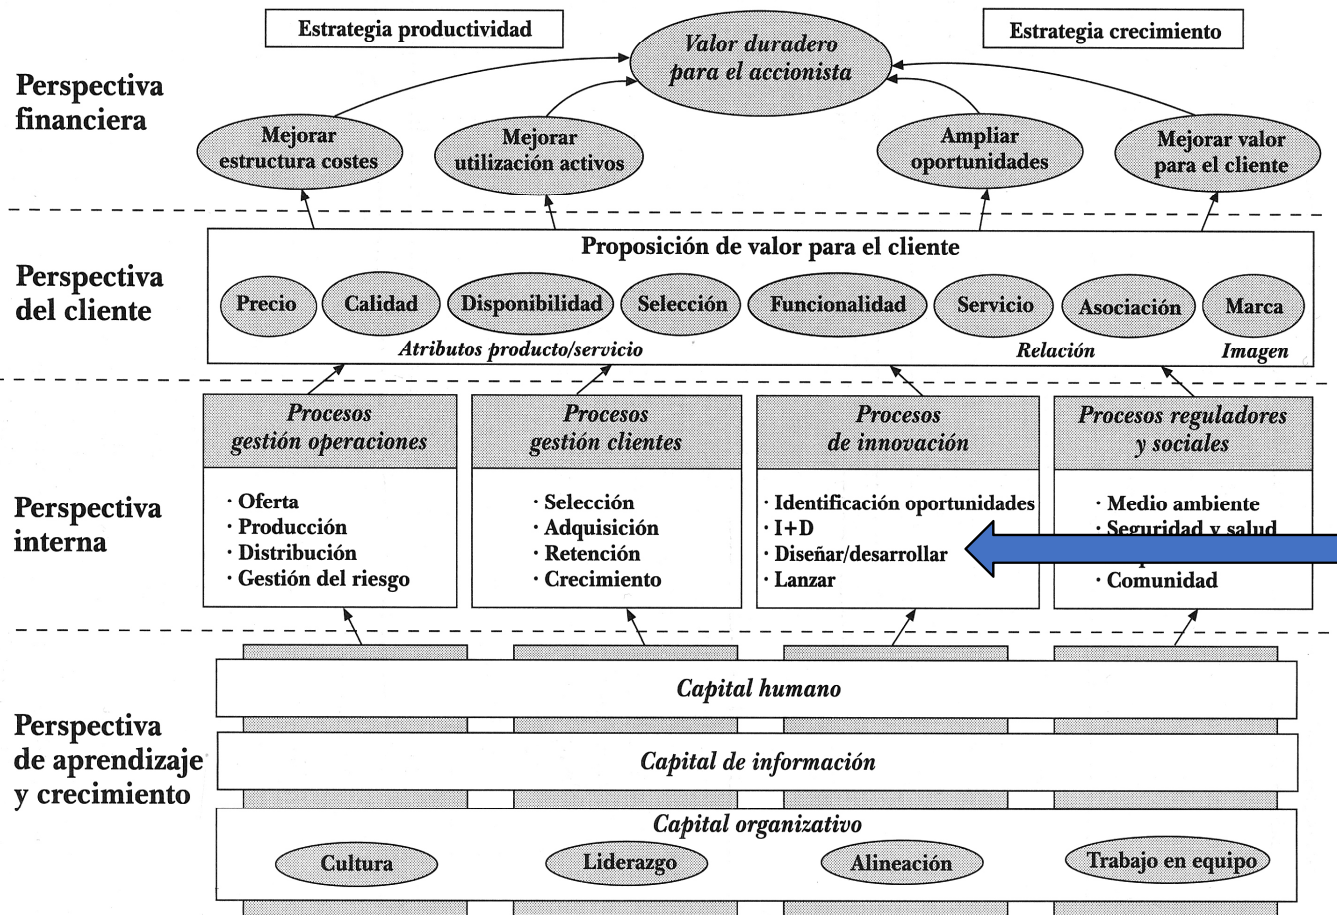 Estrategia productividad
Estrategia crecimiento
Valor duradero
para el accionista
Perspectiva
financiera
Mejorar
estructura costes
Mejorar
utilización activos
Ampliar
oportunidades
Mejorar valor
para el cliente
Perspectiva
del cliente
Proposición de valor para el cliente
Precio
Calidad
Disponibilidad
Selección
Funcionalidad
Servicio
Asociación
Marca
Atributos producto/servicio
Relación
Imagen
Perspectiva
interna
Procesos
gestión operaciones
· Oferta
· Producción
· Distribución
· Gestión del riesgo
Procesos
gestión clientes
· Selección
· Adquisición
· Retención
· Crecimiento
Procesos
de innovación
· Identificación oportunidades
· I+D
· Diseñar/desarrollar
· Lanzar
Procesos reguladores
y sociales
· Medio ambiente
· Seguridad y salud
· Comunidad
Perspectiva
de aprendizaje
y crecimiento
Capital humano
Capital de información
Capital organizativo
Cultura
Liderazgo
Alineación
Trabajo en equipo